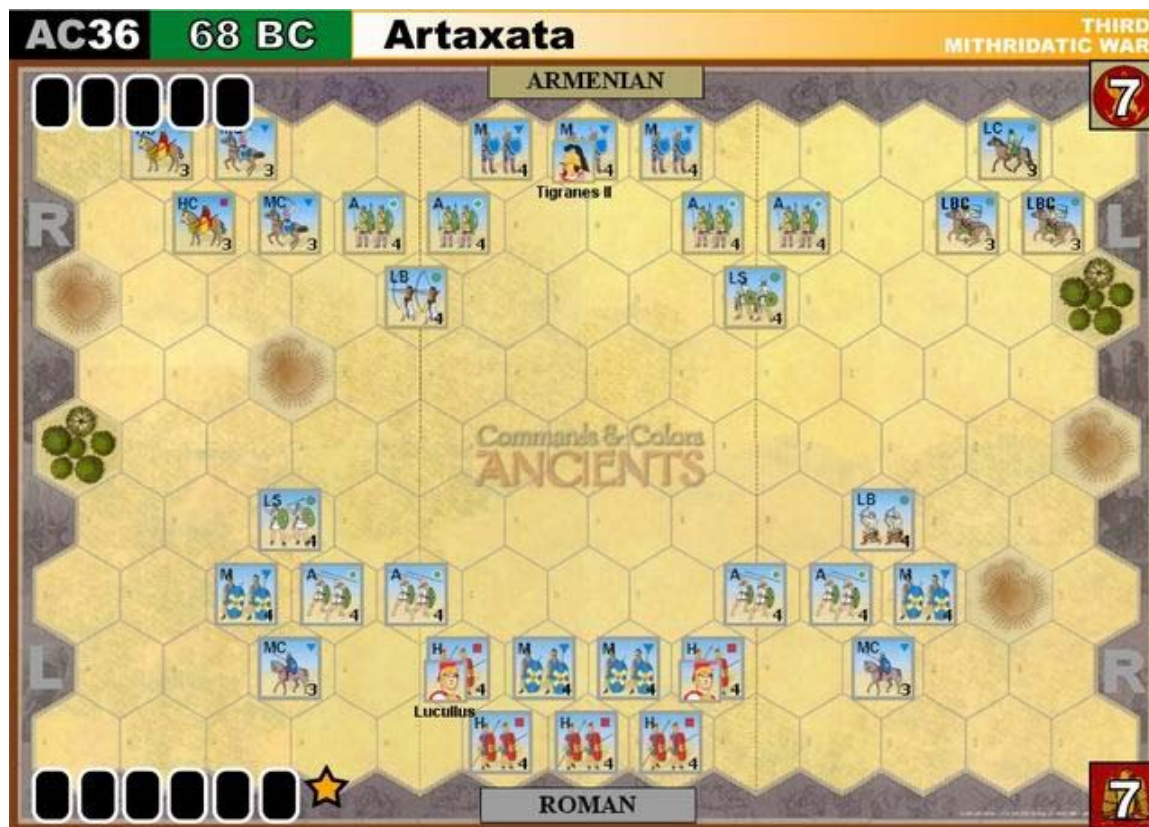 AC36 68 BC Artaxata THIRD
MITHRIDATIC WAR
ARMENIAN
7
3 3 M 4 M 4 M 4 LC 3
Tigranes II
R HC 3 MC 3 A 4 A 4 A 4 A 4 LBC 3 LBC 3 L
LB 4 LS 4
Commands & Colors
ANCIENTS
LS 4 LB 4
M 4 A 4 A 4 A 4 A 4 M 4
L MC 3 H 4 M 4 M 4 H 4 MC 3 R
Lucullus
H 4 H 4 H 4
ROMAN
7